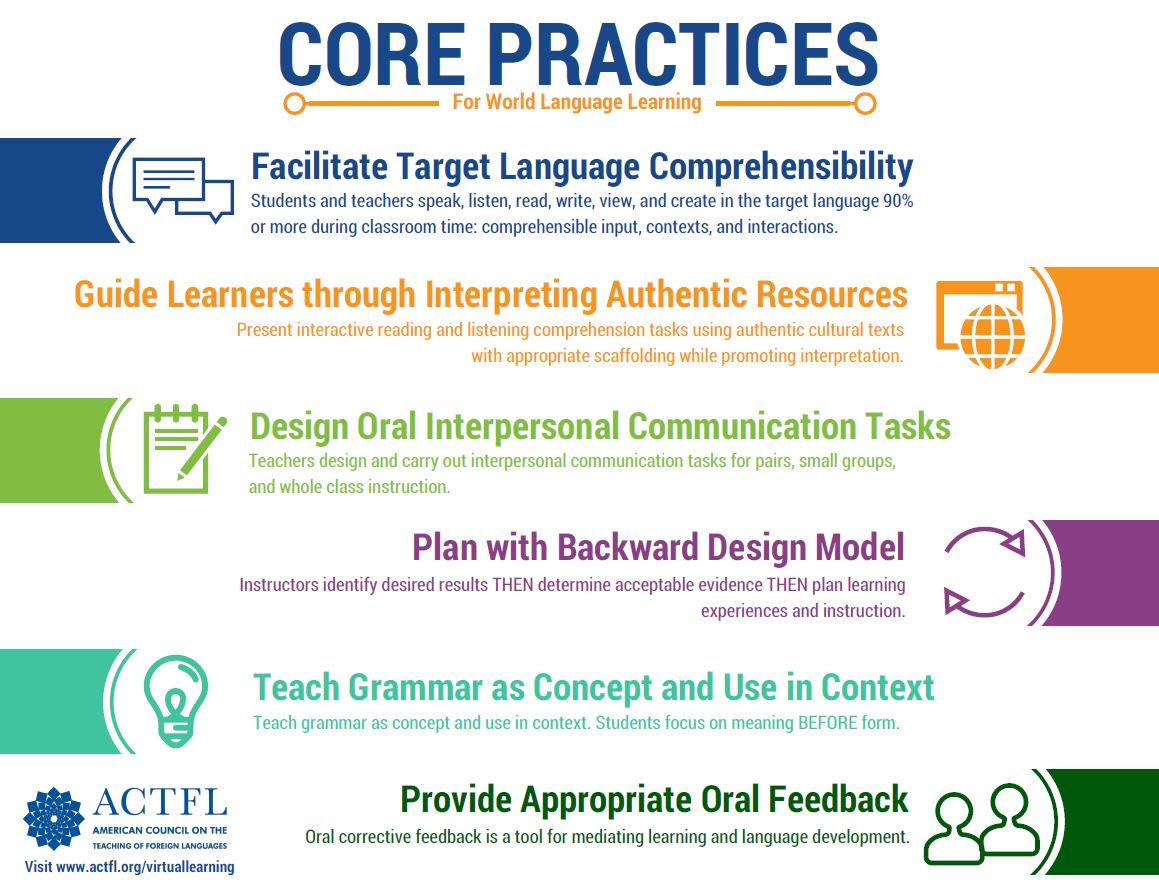 CORE PRACTICES
For World Language Learning
Facilitate Target Language Comprehensibility
Students and teachers speak, listen, read, write, view, and create in the target language 90%
or more during classroom time: comprehensible input, contexts, and interactions.
Guide Learners through Interpreting Authentic Resources
Present interactive reading and listening comprehension tasks using authentic cultural texts
with appropriate scaffolding while promoting interpretation.
Design Oral Interpersonal Communication Tasks
Teachers design and carry out interpersonal communication tasks for pairs, small groups,
and whole class instruction.
Plan with Backward Design Model
Instructors identify desired results THEN determine acceptable evidence THEN plan learning
experiences and instruction.
Teach Grammar as Concept and Use in Context
Teach grammar as concept and use in context. Students focus on meaning BEFORE form.
Provide Appropriate Oral Feedback
Oral corrective feedback is a tool for mediating learning and language development.
ACTFL
AMERICAN COUNCIL ON THE
TEACHING OF FOREIGN LANGUAGES
Visit www.actfl.org/virtuallearning